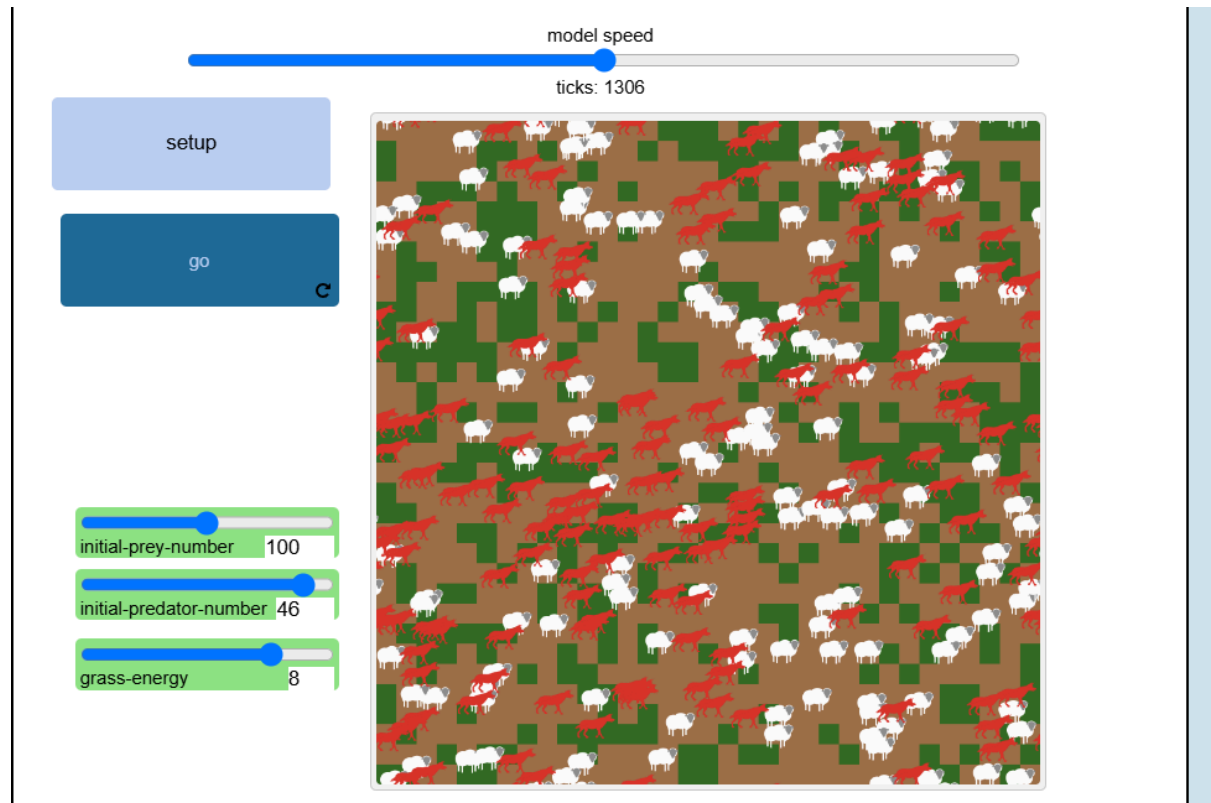 model speed
ticks: 1306
setup
go
initial-prey-number 100
initial-predator-number 46
grass-energy 8